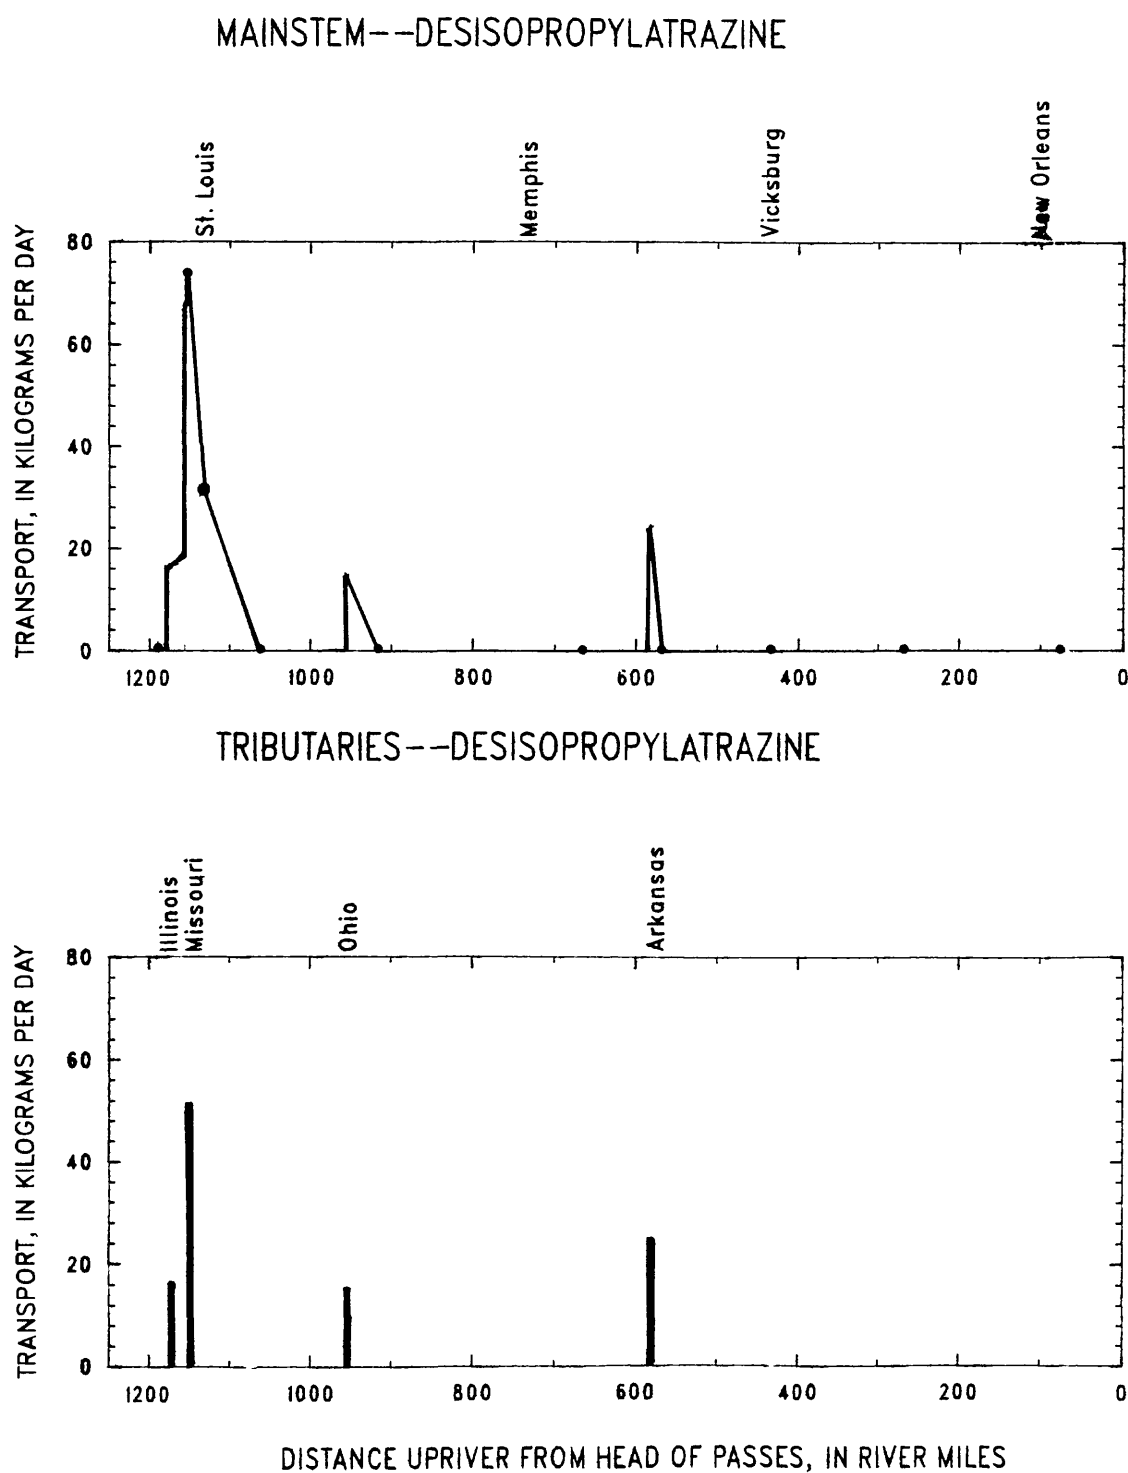 MAINSTEM--DESISOPROPYLATRAZINE
St. Louis
Memphis
Vicksburg
New Orleans
TRANSPORT, IN KILOGRAMS PER DAY
80
60
40
20
0
1200 1000 800 600 400 200 0
TRIBUTARIES--DESISOPROPYLATRAZINE
Illinois
Missouri
Ohio
Arkansas
TRANSPORT, IN KILOGRAMS PER DAY
80
60
40
20
0
1200 1000 800 600 400 200 0
DISTANCE UPRIVER FROM HEAD OF PASSES, IN RIVER MILES